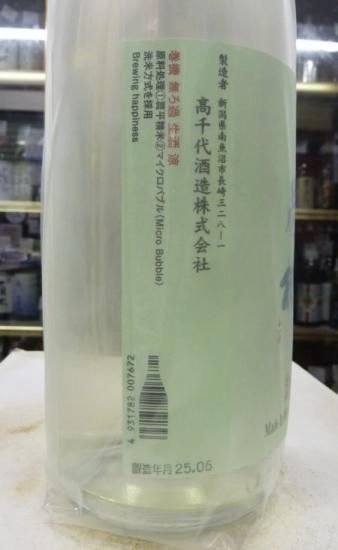 製造者　新潟県南魚沼市長崎三二八ー一
高千代酒造株式会社
巻機 無ろ過 生酒 涼
原料処理①扁平精米②マイクロバブル(Micro Bubble)
洗米方式を採用
Brewing happiness
4 931782 007672
製造年月 25.06
Made